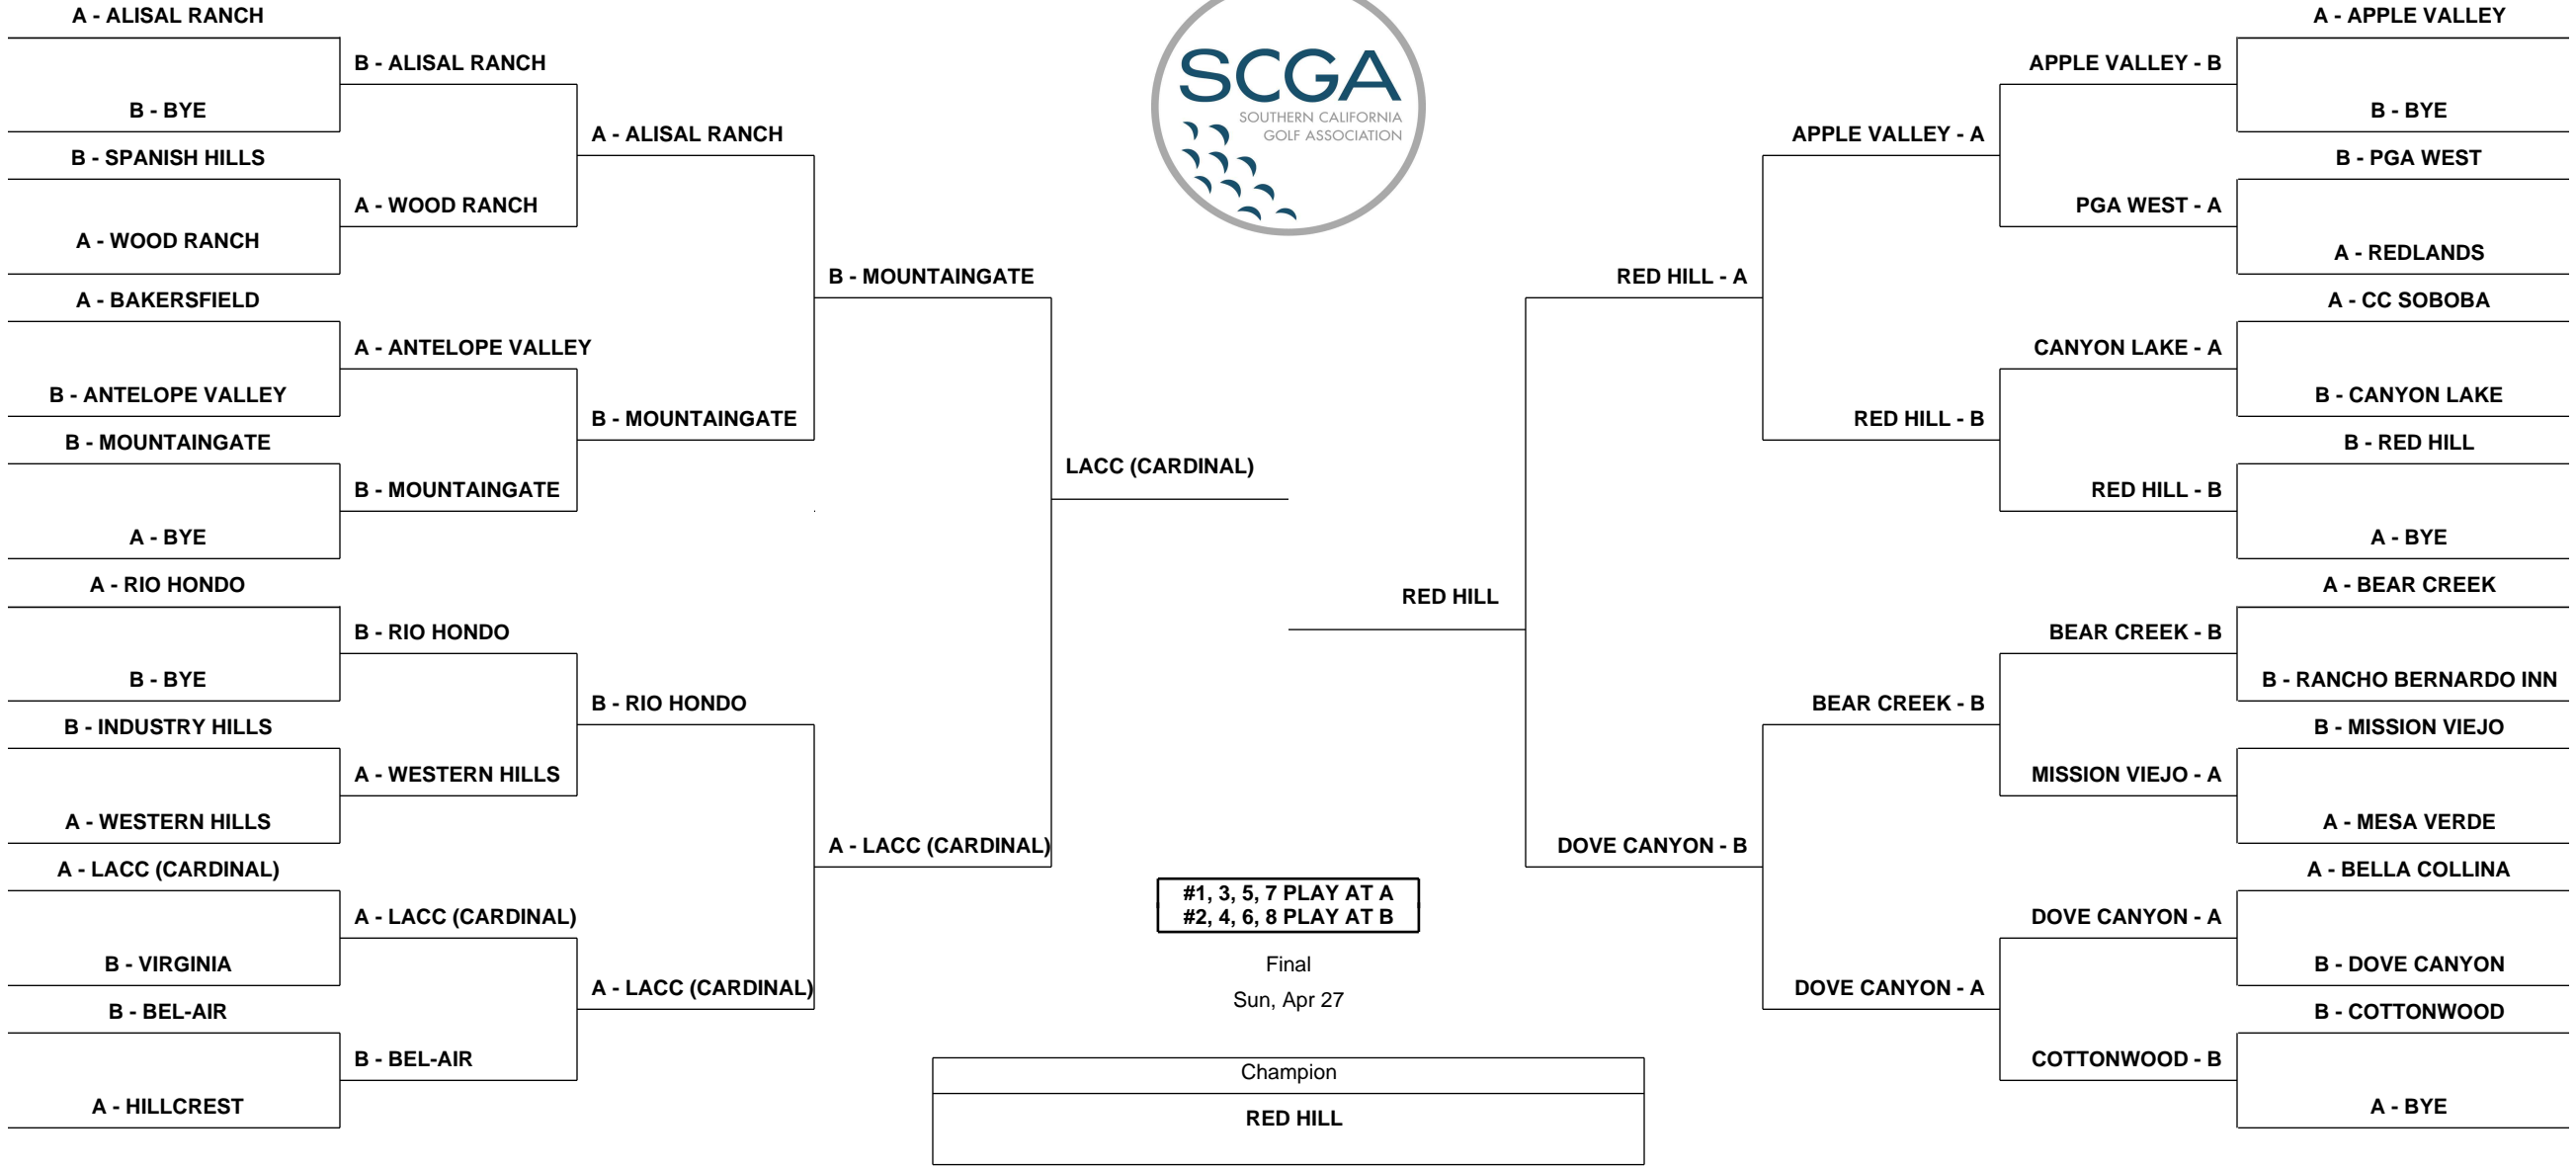 A - ALISAL RANCH
B - BYE
B - SPANISH HILLS
A - WOOD RANCH
A - BAKERSFIELD
B - ANTELOPE VALLEY
B - MOUNTAINGATE
A - BYE
A - RIO HONDO
B - BYE
B - INDUSTRY HILLS
A - WESTERN HILLS
A - LACC (CARDINAL)
B - VIRGINIA
B - BEL-AIR
A - HILLCREST
B - ALISAL RANCH
A - WOOD RANCH
A - ANTELOPE VALLEY
B - MOUNTAINGATE
B - RIO HONDO
A - WESTERN HILLS
A - LACC (CARDINAL)
B - BEL-AIR
A - ALISAL RANCH
B - MOUNTAINGATE
B - RIO HONDO
A - LACC (CARDINAL)
B - MOUNTAINGATE
A - LACC (CARDINAL)
LACC (CARDINAL)
SCGA
SOUTHERN CALIFORNIA
GOLF ASSOCIATION
RED HILL
#1, 3, 5, 7 PLAY AT A
#2, 4, 6, 8 PLAY AT B
Final
Sun, Apr 27
Champion
RED HILL
RED HILL - A
DOVE CANYON - B
APPLE VALLEY - A
RED HILL - B
BEAR CREEK - B
DOVE CANYON - A
APPLE VALLEY - B
PGA WEST - A
CANYON LAKE - A
RED HILL - B
BEAR CREEK - B
MISSION VIEJO - A
DOVE CANYON - A
COTTONWOOD - B
A - APPLE VALLEY
B - BYE
B - PGA WEST
A - REDLANDS
A - CC SOBOBA
B - CANYON LAKE
B - RED HILL
A - BYE
A - BEAR CREEK
B - RANCHO BERNARDO INN
B - MISSION VIEJO
A - MESA VERDE
A - BELLA COLLINA
B - DOVE CANYON
B - COTTONWOOD
A - BYE